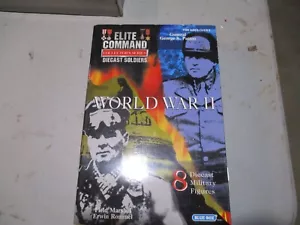 ELITE
COMMAND
COLLECTOR'S SERIES
DIECAST SOLDIERS
General
George S. Patton
WORLD WAR II
8 Diecast
Military
Figures
Field Marshal
Erwin Rommel
BLUE BOX